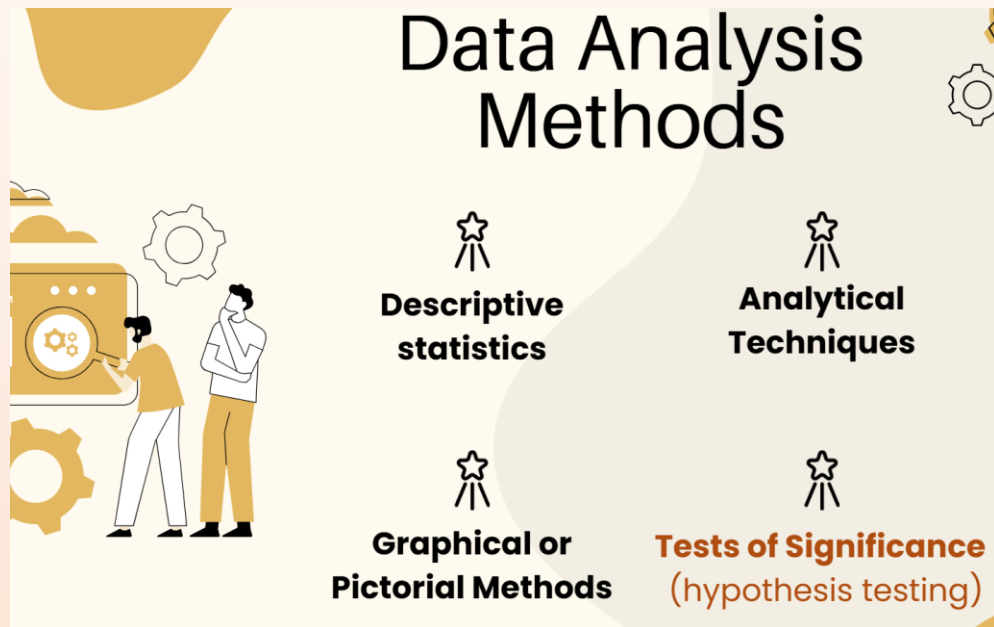 Data Analysis
Methods
Descriptive
statistics
Analytical
Techniques
Graphical or
Pictorial Methods
Tests of Significance
(hypothesis testing)